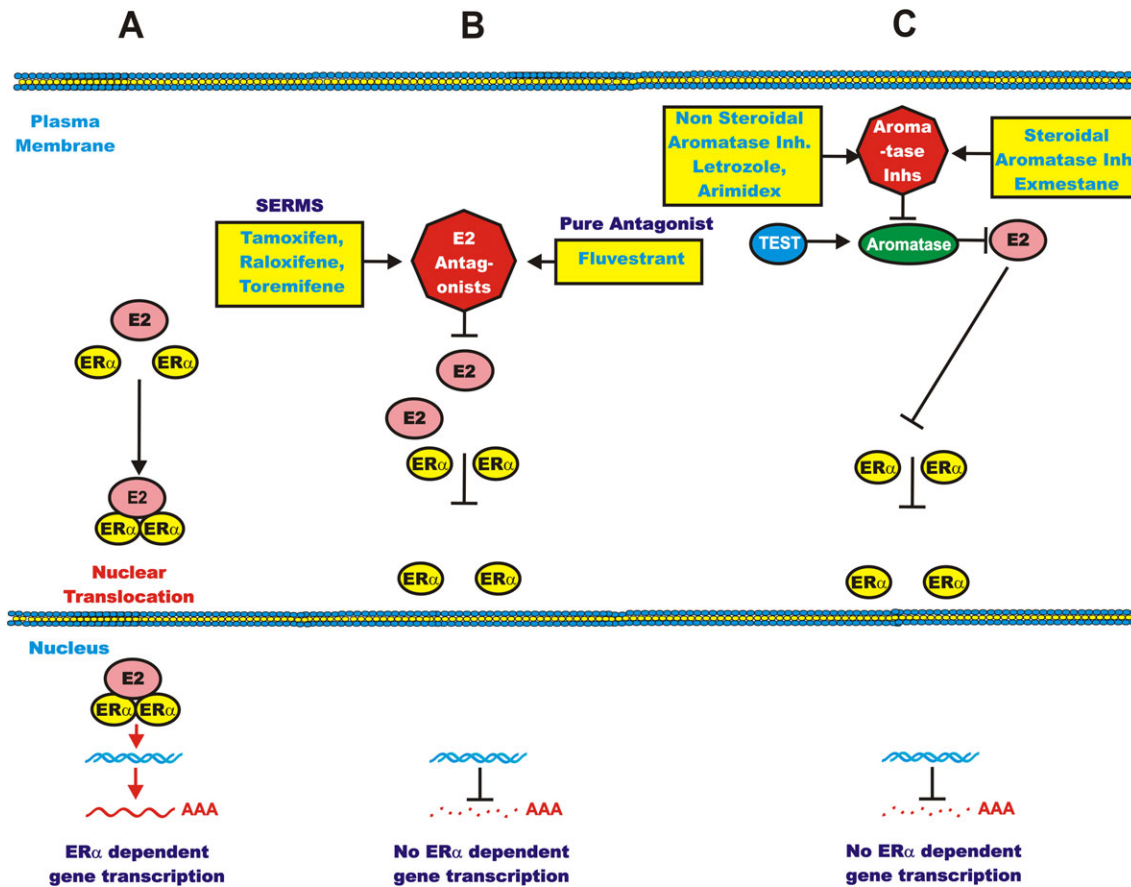 A
B
C
Plasma
Membrane
E2
ERα
ERα
E2
ERα
ERα
Nuclear
Translocation
Nucleus
E2
ERα
ERα
AAA
ERα dependent
gene transcription
SERMS
Tamoxifen,
Raloxifene,
Toremifene
E2
Antag-
onists
Pure Antagonist
Fluvestrant
E2
E2
ERα
ERα
ERα
ERα
AAA
No ERα dependent
gene transcription
Non Steroidal
Aromatase Inh.
Letrozole,
Arimidex
Aroma
-tase
Inhs
Steroidal
Aromatase Inh
Exmestane
TEST
Aromatase
E2
ERα
ERα
ERα
ERα
AAA
No ERα dependent
gene transcription